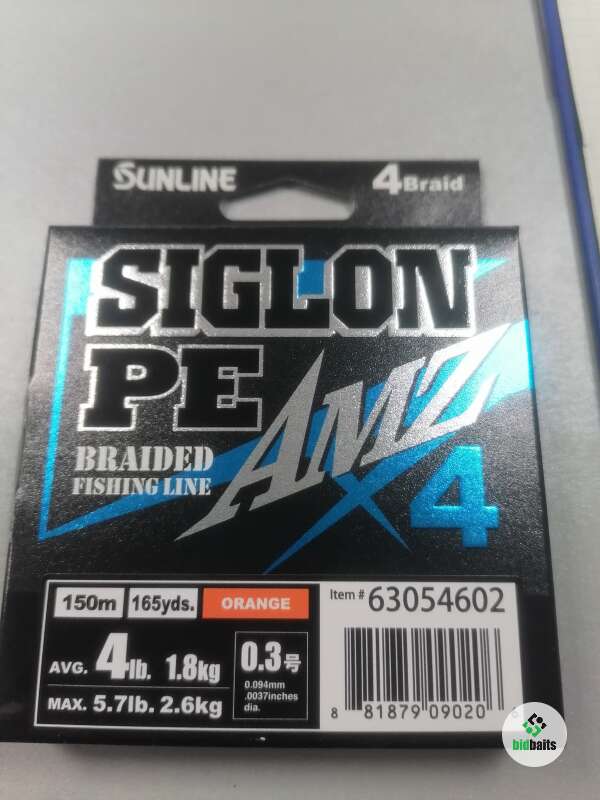 SUNLINE
4Braid
SIGLON
PE AMZ
BRAIDED
FISHING LINE
X4
150m 165yds. ORANGE
Item # 63054602
AVG. 4lb. 1.8kg
MAX. 5.7lb. 2.6kg
0.3号
0.094mm
.0037inches
dia.
8 81879 09020
bidbaits